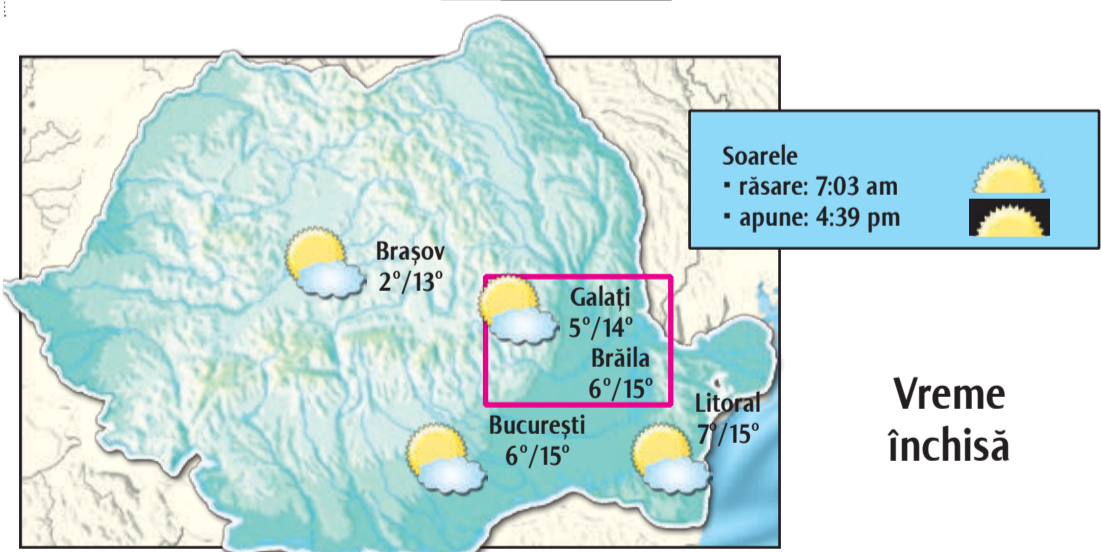 Soarele
▪ răsare: 7:03 am
▪ apune: 4:39 pm
Brașov
2°/13°
Galați
5°/14°
Brăila
6°/15°
Litoral
7°/15°
București
6°/15°
Vreme
închisă